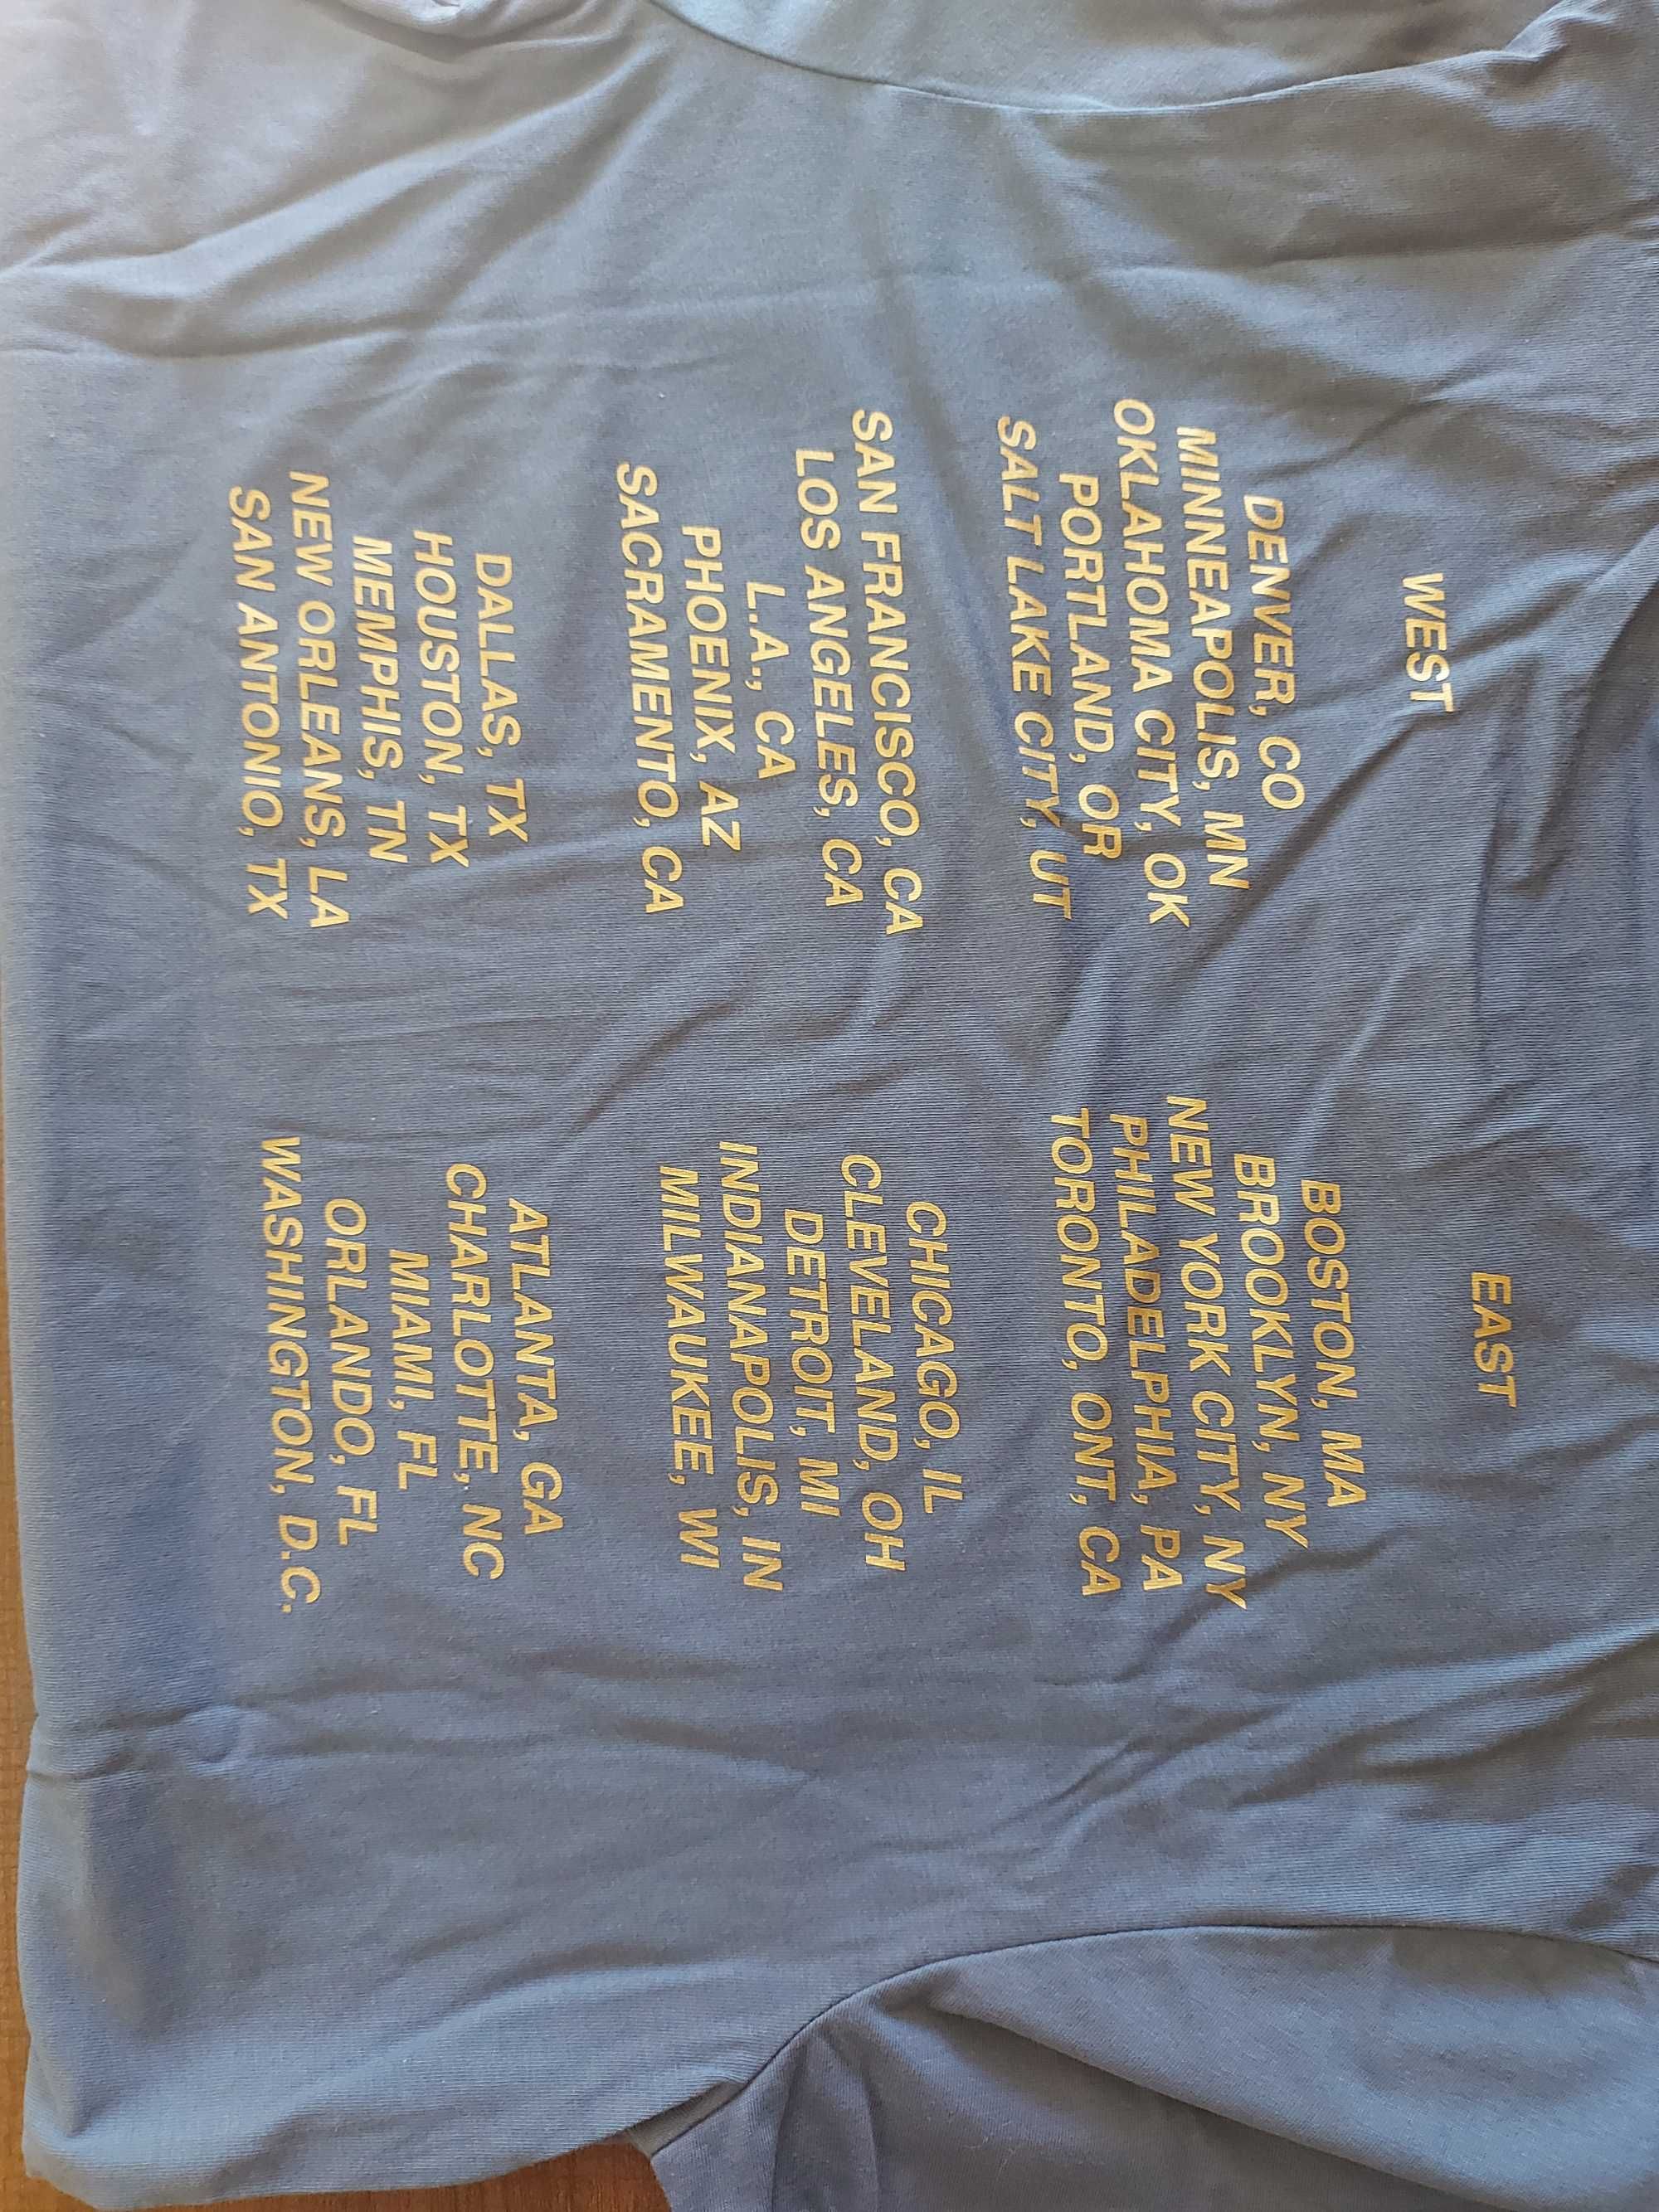 WEST
DENVER, CO
MINNEAPOLIS, MN
OKLAHOMA CITY, OK
PORTLAND, OR
SALT LAKE CITY, UT
SAN FRANCISCO, CA
LOS ANGELES, CA
L.A., CA
PHOENIX, AZ
SACRAMENTO, CA
DALLAS, TX
HOUSTON, TX
MEMPHIS, TN
NEW ORLEANS, LA
SAN ANTONIO, TX
EAST
BOSTON, MA
BROOKLYN, NY
NEW YORK CITY, NY
PHILADELPHIA, PA
TORONTO, ONT, CA
CHICAGO, IL
CLEVELAND, OH
DETROIT, MI
INDIANAPOLIS, IN
MILWAUKEE, WI
ATLANTA, GA
CHARLOTTE, NC
MIAMI, FL
ORLANDO, FL
WASHINGTON, D.C.